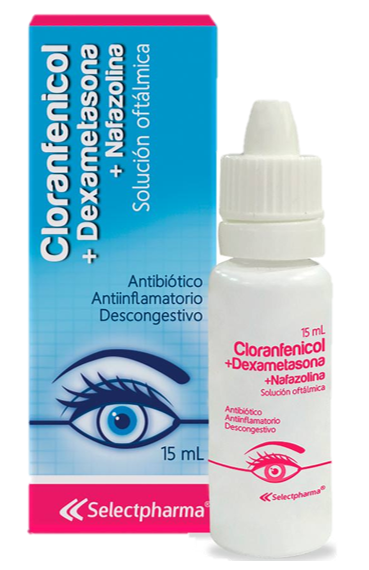 Cloranfenicol
+ Dexametasona
+ Nafazolina
Solución oftálmica
Antibiótico
Antiinflamatorio
Descongestivo
15 mL
Selectpharma®
15 mL
Cloranfenicol
+Dexametasona
+Nafazolina
Solución oftálmica
Antibiótico
Antiinflamatorio
Descongestivo
Selectpharma®